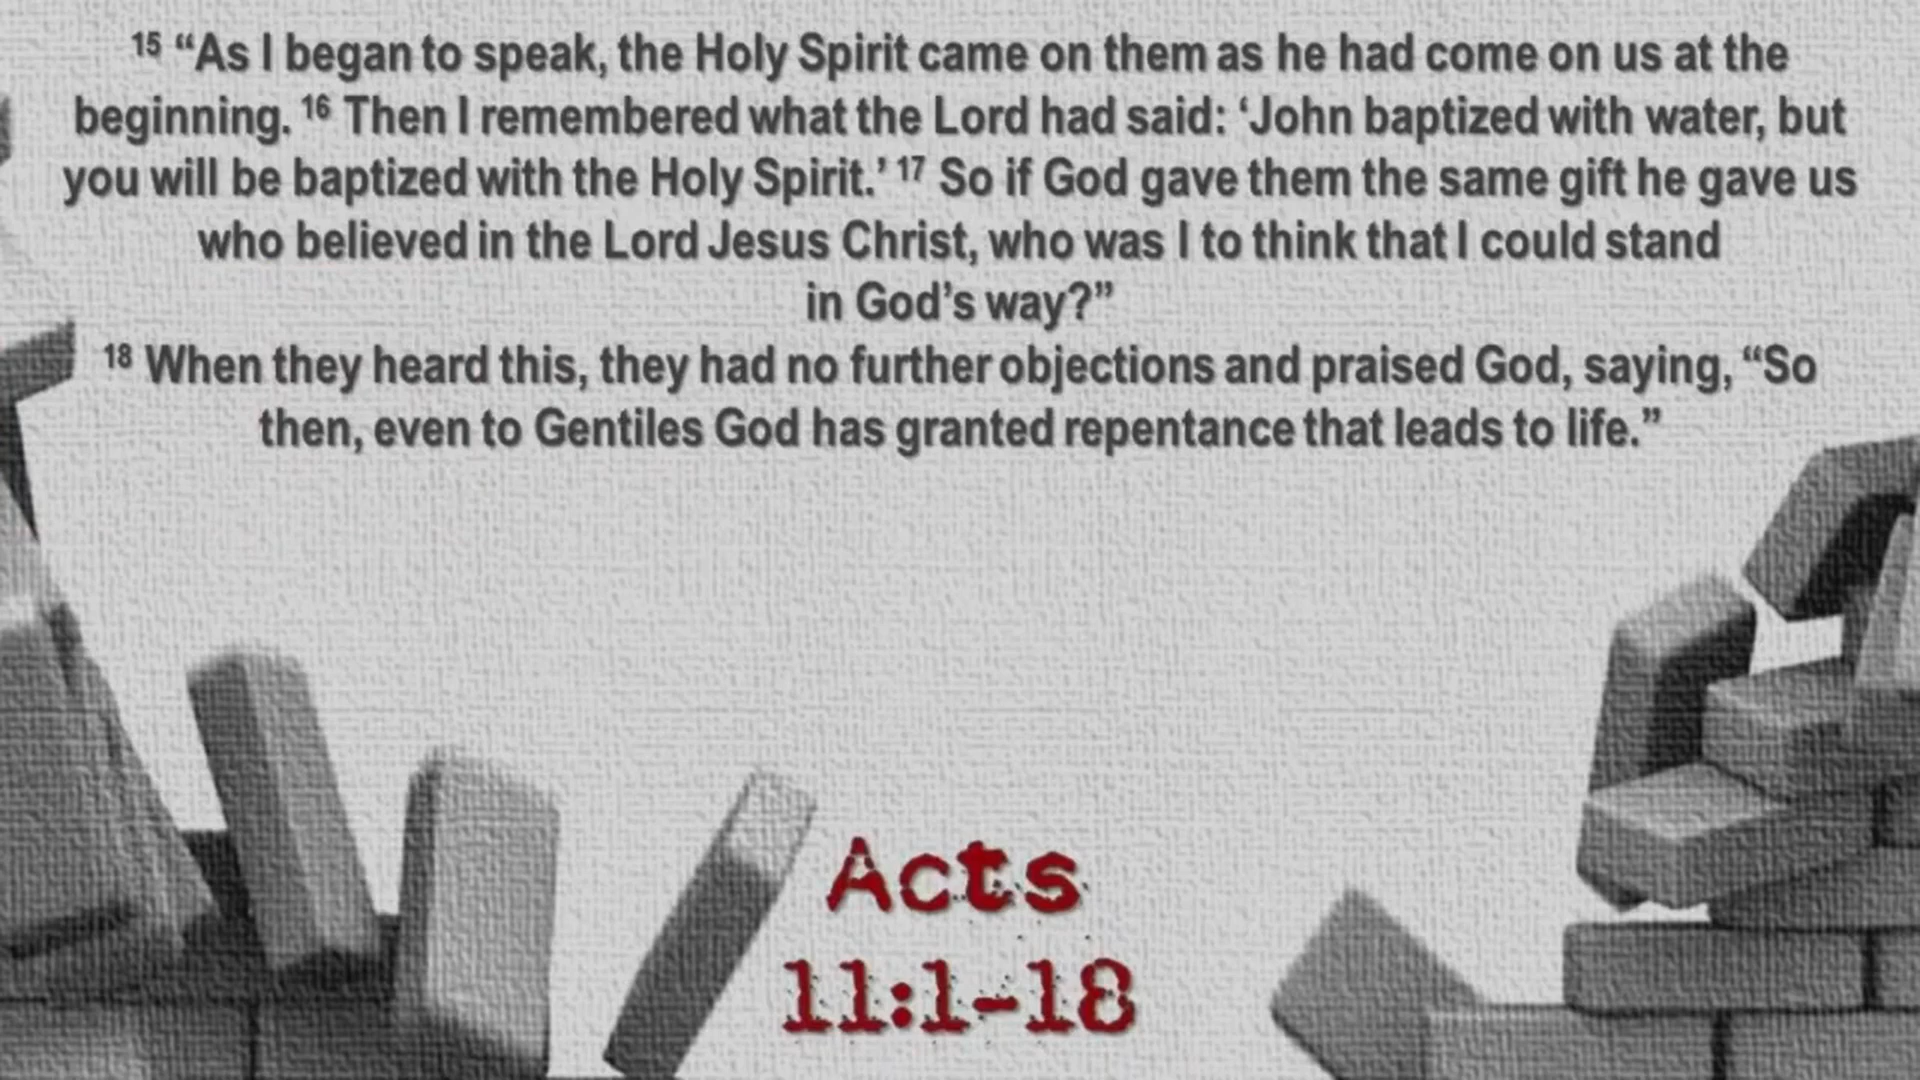 15 “As I began to speak, the Holy Spirit came on them as he had come on us at the
beginning. 16 Then I remembered what the Lord had said: ‘John baptized with water, but
you will be baptized with the Holy Spirit.’ 17 So if God gave them the same gift he gave us
who believed in the Lord Jesus Christ, who was I to think that I could stand
in God’s way?”
18 When they heard this, they had no further objections and praised God, saying, “So
then, even to Gentiles God has granted repentance that leads to life.”
Acts
11:1-18